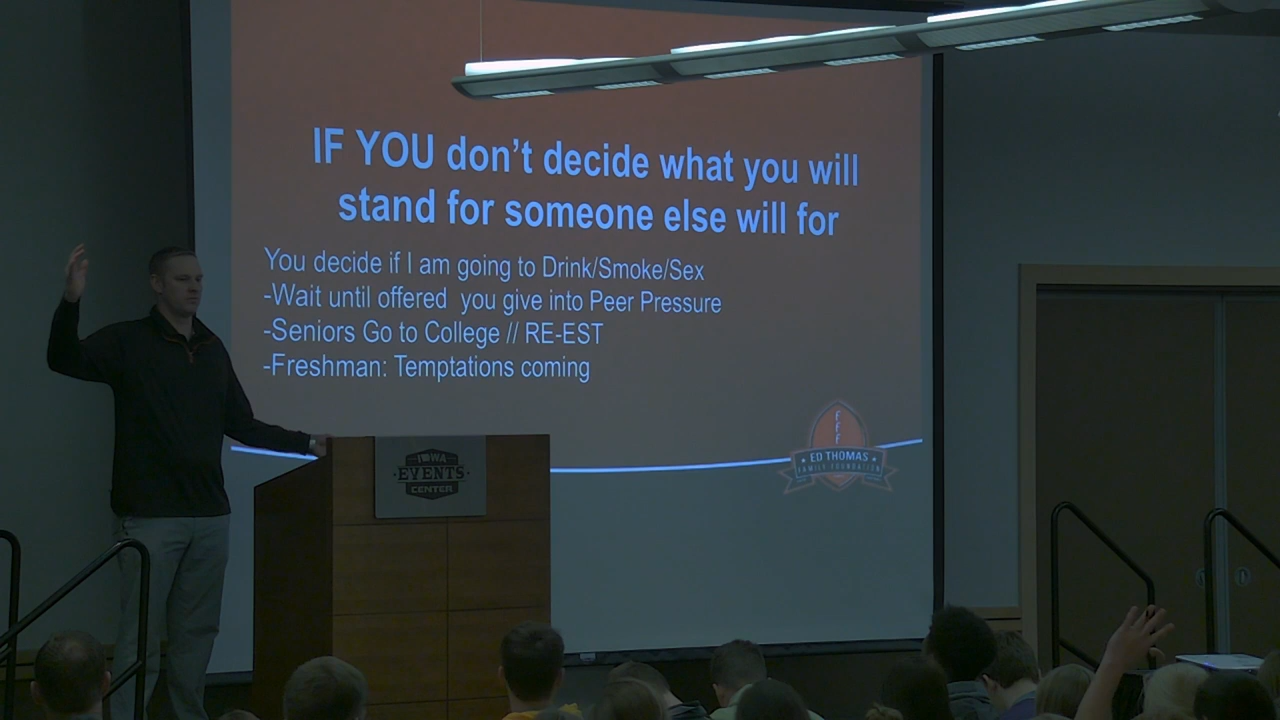 IF YOU don't decide what you will
stand for someone else will for
You decide if I am going to Drink/Smoke/Sex
-Wait until offered  you give into Peer Pressure
-Seniors Go to College // RE-EST
-Freshman: Temptations coming
FFFF
ED THOMAS
FAMILY FOUNDATION
IOWA
EVENTS
CENTER